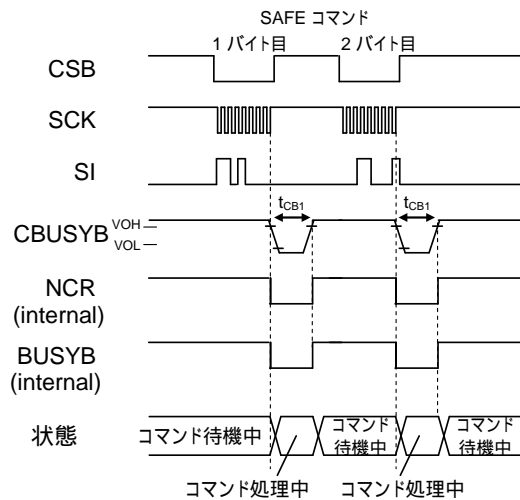 SAFE コマンド
1 バイト目 2 バイト目
CSB
SCK
SI
tCB1 tCB1
VOH
CBUSYB
VOL
NCR
(internal)
BUSYB
(internal)
状態
コマンド待機中
コマンド
待機中
コマンド
待機中
コマンド処理中 コマンド処理中